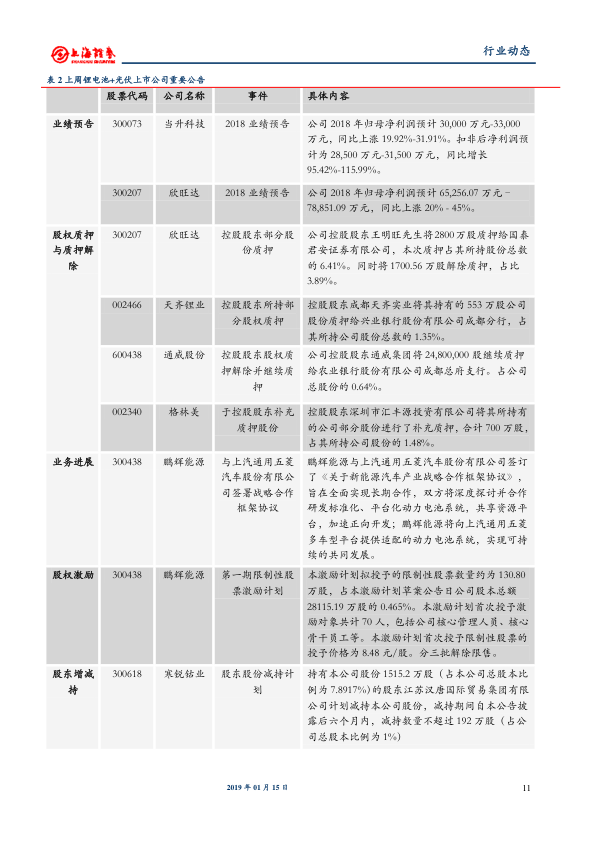 上海证券
SHANGHAI SECURITIES
行业动态
表 2 上周锂电池+光伏上市公司重要公告
股票代码 公司名称 事件 具体内容
业绩预告 300073 当升科技 2018 业绩预告 公司 2018 年归母净利润预计 30,000 万元-33,000
万元，同比上涨 19.92%-31.91%。扣非后净利润预
计为 28,500 万元-31,500 万元，同比增长
95.42%-115.99%。
300207 欣旺达 2018 业绩预告 公司 2018 年归母净利润预计 65,256.07 万元 –
78,851.09 万元，同比上涨 20% - 45%。
股权质押 300207 欣旺达 控股股东部分股 公司控股股东王明旺先生将 2800 万股质押给国泰
与质押解 份质押 君安证券有限公司，本次质押占其所持股份总数
除 的 6.41%。同时将 1700.56 万股解除质押，占比
3.89%。
002466 天齐锂业 控股股东所持部 控股股东成都天齐实业将其持有的 553 万股公司
分股权质押 股份质押给兴业银行股份有限公司成都分行，占
其所持公司股份总数的 1.35%。
600438 通威股份 控股股东股权质 公司控股股东通威集团将 24,800,000 股继续质押
押解除并继续质 给农业银行股份有限公司成都总府支行。占公司
押 总股份的 0.64%。
002340 格林美 于控股股东补充 控股股东深圳市汇丰源投资有限公司将其所持有
质押股份 的公司部分股份进行了补充质押，合计 700 万股，
占其所持公司股份的 1.48%。
业务进展 300438 鹏辉能源 与上汽通用五菱 鹏辉能源与上汽通用五菱汽车股份有限公司签订
汽车股份有限公 了《关于新能源汽车产业战略合作框架协议》，
司签署战略合作 旨在全面实现长期合作，双方将深度探讨并合作
框架协议 研发标准化、平台化动力电池系统，共享资源平
台，加速正向开发；鹏辉能源将向上汽通用五菱
多车型平台提供适配的动力电池系统，实现可持
续的共同发展。
股权激励 300438 鹏辉能源 第一期限制性股 本激励计划拟授予的限制性股票数量约为 130.80
票激励计划 万股，占本激励计划草案公告日公司股本总额
28115.19 万股的 0.465%。本激励计划首次授予激
励对象共计 70 人，包括公司核心管理人员、核心
骨干员工等。本激励计划首次授予限制性股票的
授予价格为 8.48 元/股。分三批解除限售。
股东增减 300618 寒锐钴业 股东股份减持计 持有本公司股份 1515.2 万股（占本公司总股本比
持 划 例为 7.8917%)的股东江苏汉唐国际贸易集团有限
公司计划减持本公司股份，减持期间自本公告披
露后六个月内，减持数量不超过 192 万股（占公
司总股本比例为 1%）
2019 年 01 月 15 日 11